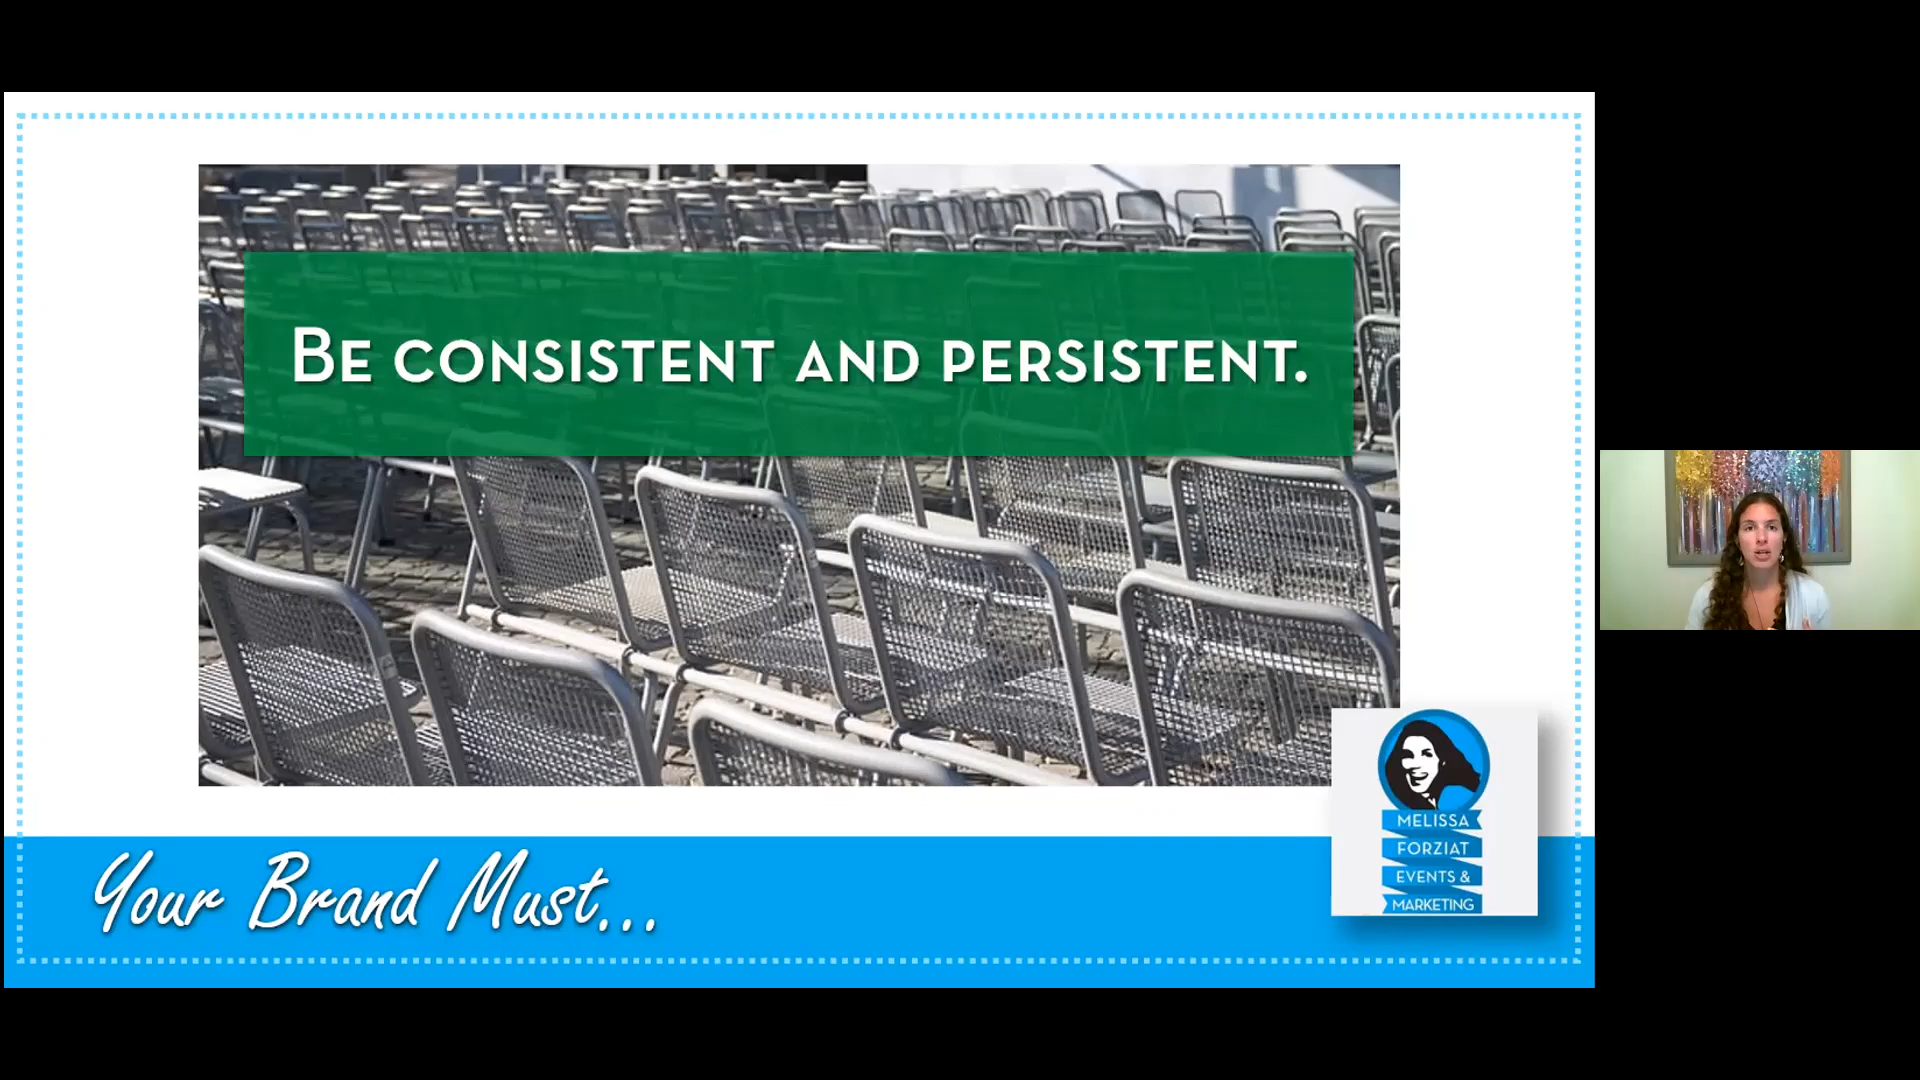 Be consistent and persistent.
Your Brand Must...
MELISSA
FORZIAT
EVENTS &
MARKETING